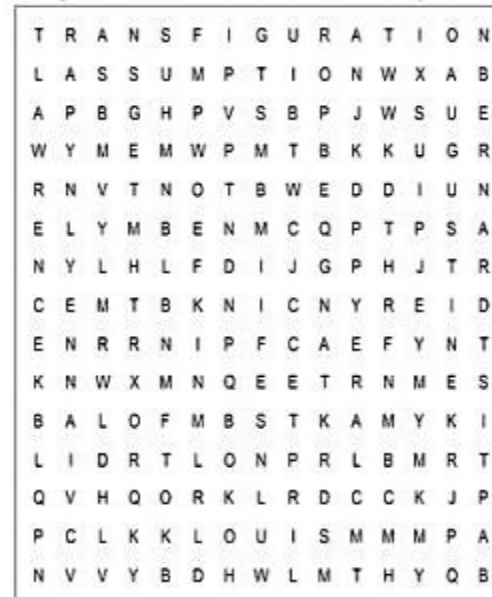 T R A N S F I G U R A T I O N
L A S S U M P T I O N W X A B
A P B G H P V S B P J W S U E
W Y M E M W P M T B K K U G R
R N V T N O T B W E D D I U N
E L Y M B E N M C Q P T P S A
N Y L H L F D I J G P H J T R
C E M T B K N I C N Y R E I D
E N R R N I P F C A E F Y N T
K N W X M N Q E E T R N M E S
B A L O F M B S T K A M Y K I
L I D R T L O N P R L B M R T
Q V H Q O R K L R D C C K J P
P C L K K L O U I S M M M P A
N V V Y B D H W L M T H Y Q B